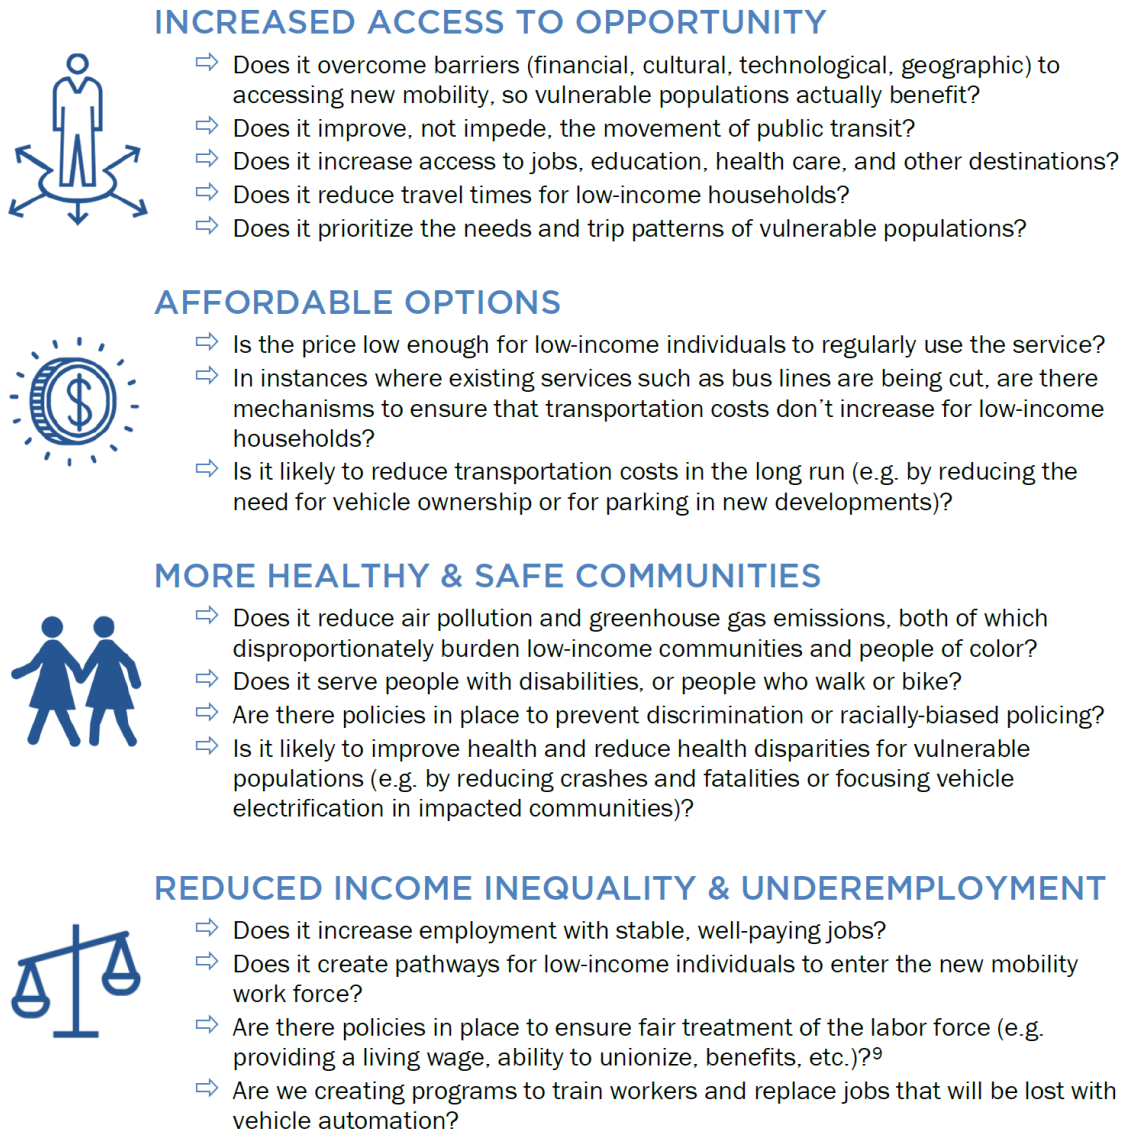 INCREASED ACCESS TO OPPORTUNITY
⇨ Does it overcome barriers (financial, cultural, technological, geographic) to
accessing new mobility, so vulnerable populations actually benefit?
⇨ Does it improve, not impede, the movement of public transit?
⇨ Does it increase access to jobs, education, health care, and other destinations?
⇨ Does it reduce travel times for low-income households?
⇨ Does it prioritize the needs and trip patterns of vulnerable populations?
AFFORDABLE OPTIONS
$
⇨ Is the price low enough for low-income individuals to regularly use the service?
⇨ In instances where existing services such as bus lines are being cut, are there
mechanisms to ensure that transportation costs don't increase for low-income
households?
⇨ Is it likely to reduce transportation costs in the long run (e.g. by reducing the
need for vehicle ownership or for parking in new developments)?
MORE HEALTHY & SAFE COMMUNITIES
⇨ Does it reduce air pollution and greenhouse gas emissions, both of which
disproportionately burden low-income communities and people of color?
⇨ Does it serve people with disabilities, or people who walk or bike?
⇨ Are there policies in place to prevent discrimination or racially-biased policing?
⇨ Is it likely to improve health and reduce health disparities for vulnerable
populations (e.g. by reducing crashes and fatalities or focusing vehicle
electrification in impacted communities)?
REDUCED INCOME INEQUALITY & UNDEREMPLOYMENT
⇨ Does it increase employment with stable, well-paying jobs?
⇨ Does it create pathways for low-income individuals to enter the new mobility
work force?
⇨ Are there policies in place to ensure fair treatment of the labor force (e.g.
providing a living wage, ability to unionize, benefits, etc.)?⁹
⇨ Are we creating programs to train workers and replace jobs that will be lost with
vehicle automation?